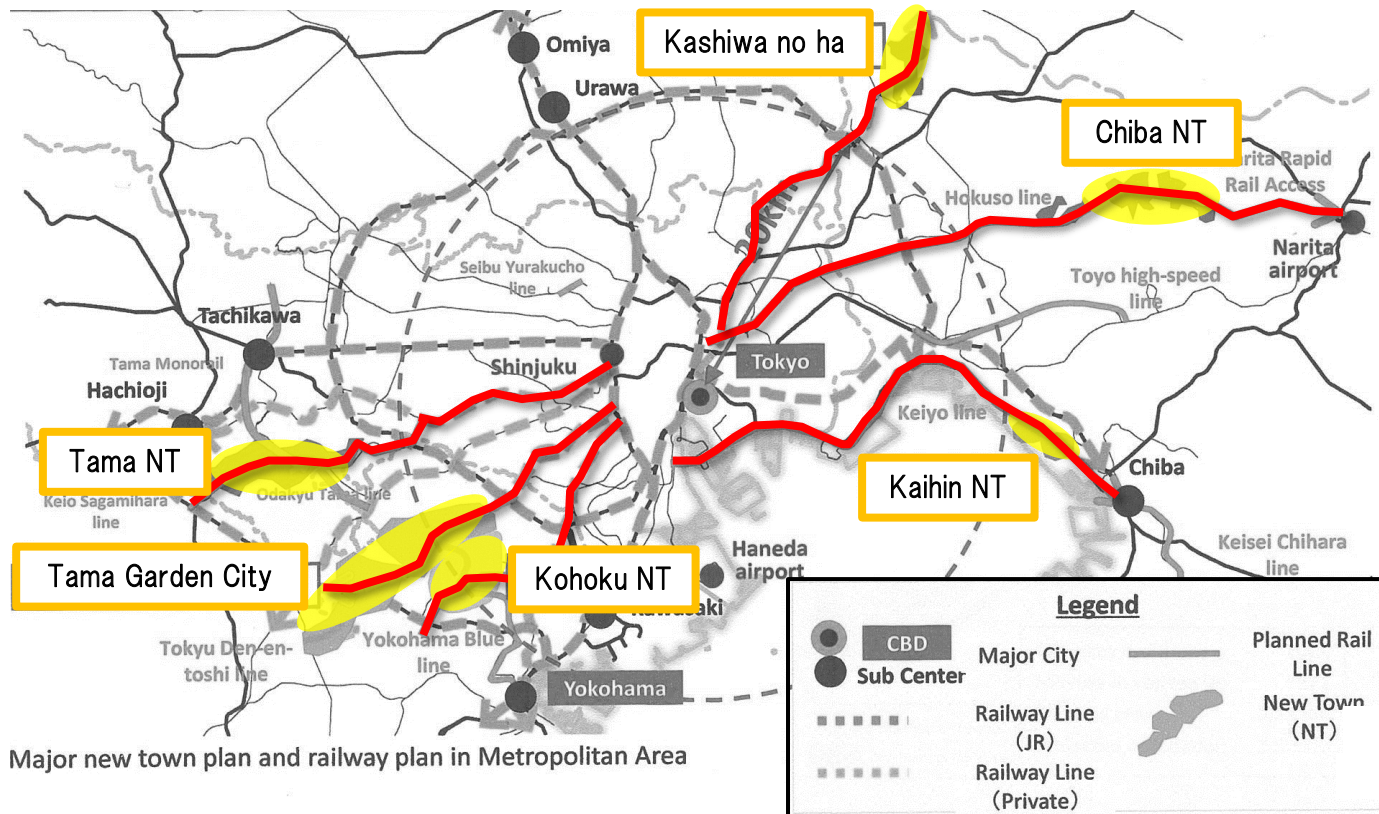 Kashiwa no ha
Omiya
Urawa
Chiba NT
Narita Rapid
Rail Access
Hokuso line
Narita
airport
Seibu Yurakucho
line
Toyo high-speed
line
Tachikawa
Tama Monorail
Shinjuku
Tokyo
Hachioji
Keiyo line
Tama NT
Chiba
Kaihin NT
Keio Sagamihara
line
Odakyu Tama line
Haneda
airport
Keisei Chihara
line
Tama Garden City
Kohoku NT
Kawasaki
Tokyu Den-en-
toshi line
Yokohama Blue
line
Yokohama
Legend
CBD
Sub Center
Major City
Planned Rail
Line
Railway Line
(JR)
New Town
(NT)
Railway Line
(Private)
Major new town plan and railway plan in Metropolitan Area